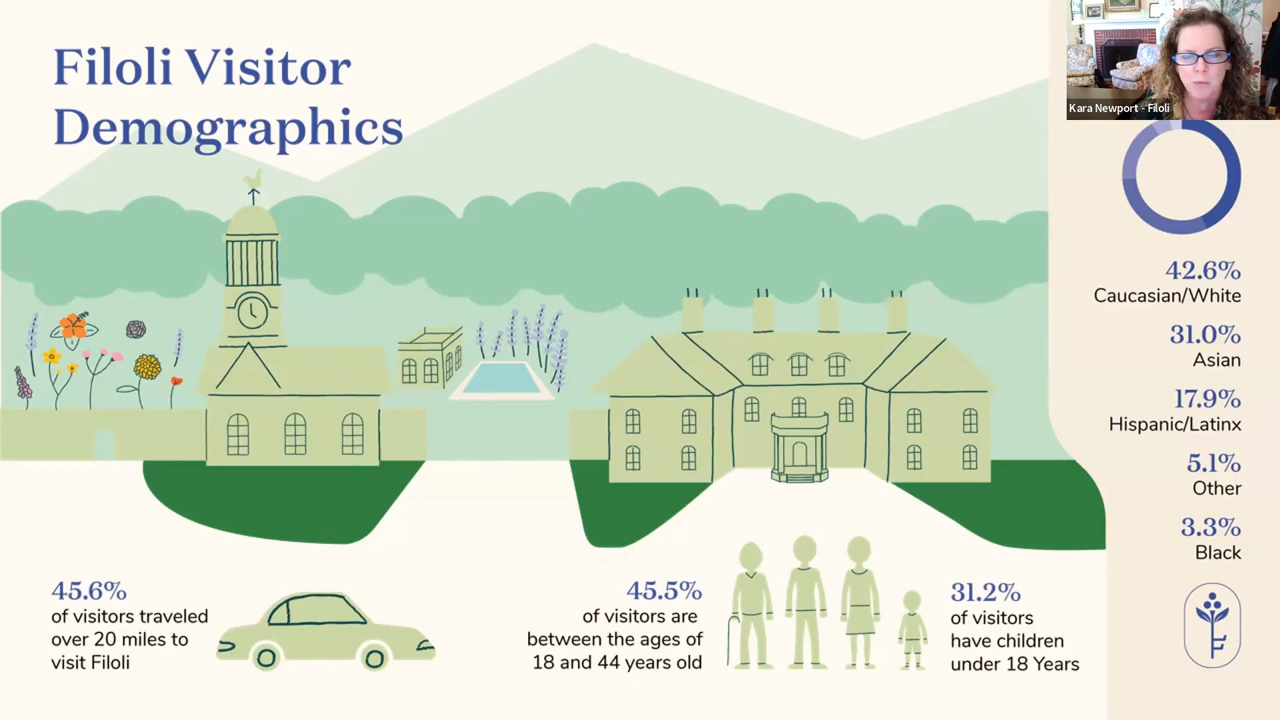 Filoli Visitor
Demographics
Kara Newport - Filoli
42.6%
Caucasian/White
31.0%
Asian
17.9%
Hispanic/Latinx
5.1%
Other
3.3%
Black
45.6%
of visitors traveled
over 20 miles to
visit Filoli
45.5%
of visitors are
between the ages of
18 and 44 years old
31.2%
of visitors
have children
under 18 Years